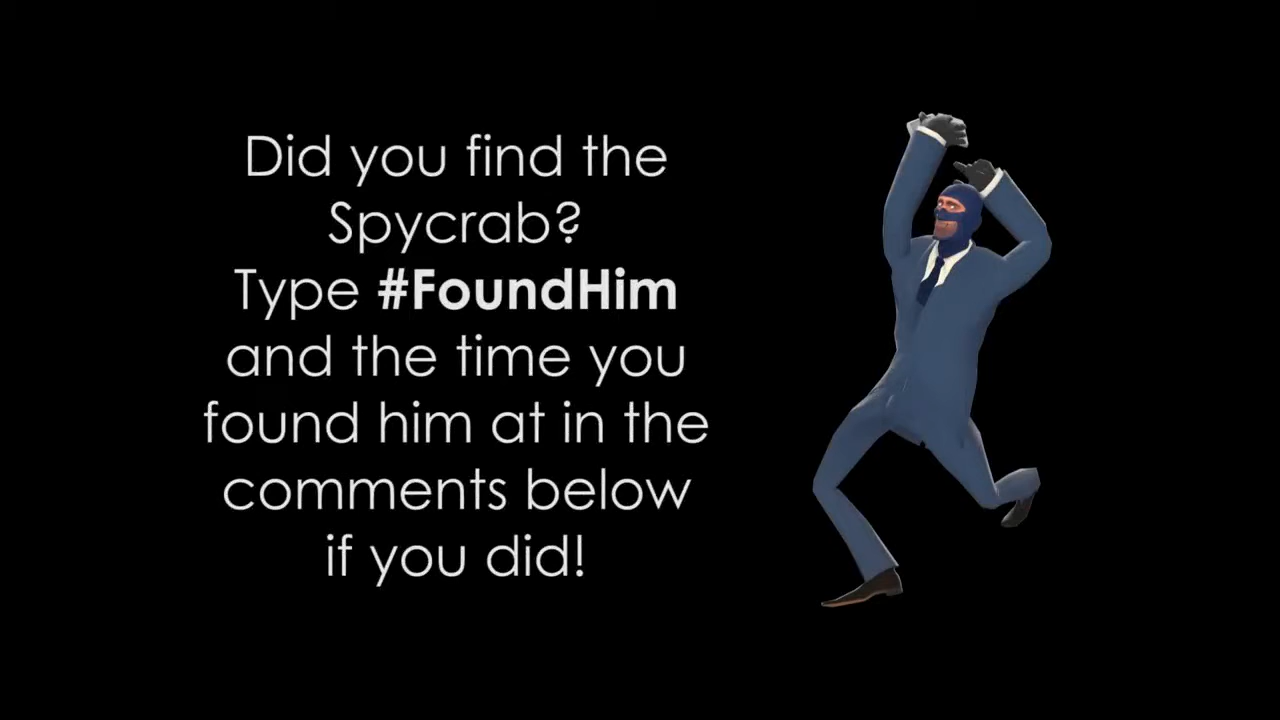 Did you find the
Spycrab?
Type #FoundHim
and the time you
found him at in the
comments below
if you did!